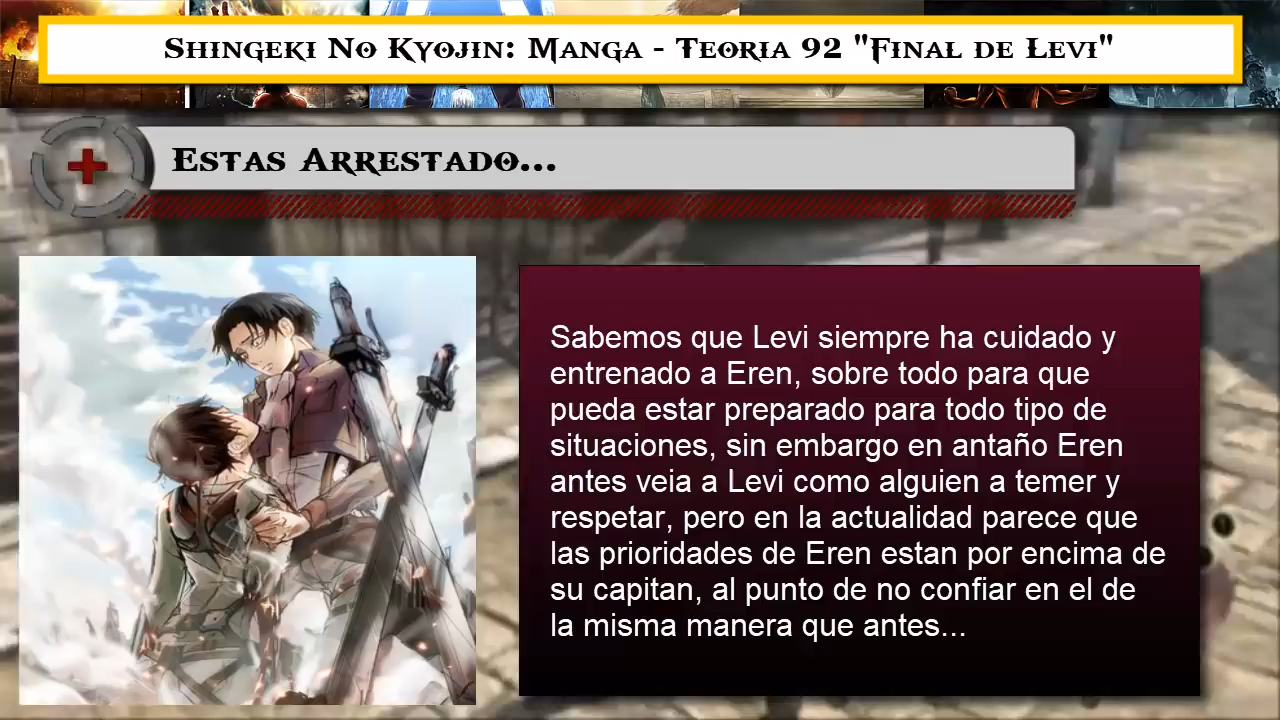 Shingeki No Kyojin: Manga - Teoria 92 "Final de Levi"
Estas Arrestado...
Sabemos que Levi siempre ha cuidado y
entrenado a Eren, sobre todo para que
pueda estar preparado para todo tipo de
situaciones, sin embargo en antaño Eren
antes veia a Levi como alguien a temer y
respetar, pero en la actualidad parece que
las prioridades de Eren estan por encima de
su capitan, al punto de no confiar en el de
la misma manera que antes...